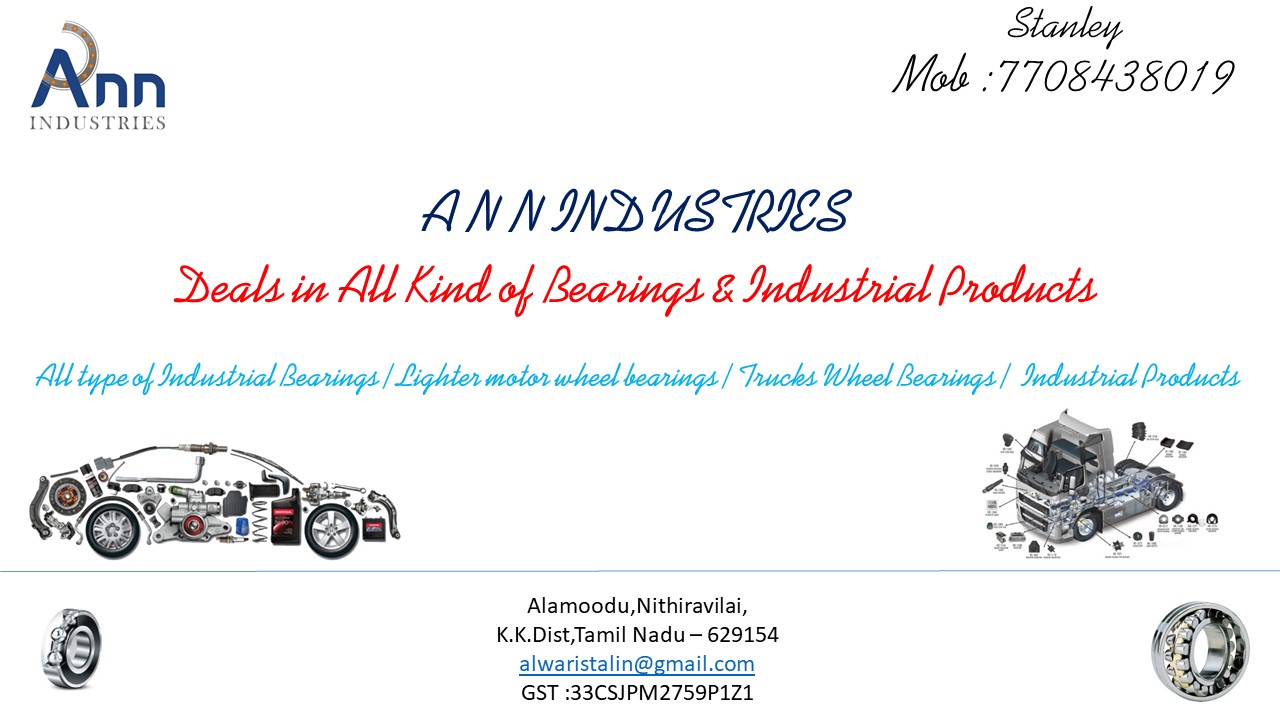 Ann
INDUSTRIES
Stanley
Mob :7708438019
A N N INDUSTRIES
Deals in All Kind of Bearings & Industrial Products
All type of Industrial Bearings / Lighter motor wheel bearings / Trucks Wheel Bearings / Industrial Products
Alamoodu,Nithiravilai,
K.K.Dist,Tamil Nadu – 629154
alwaristalin@gmail.com
GST :33CSJPM2759P1Z1